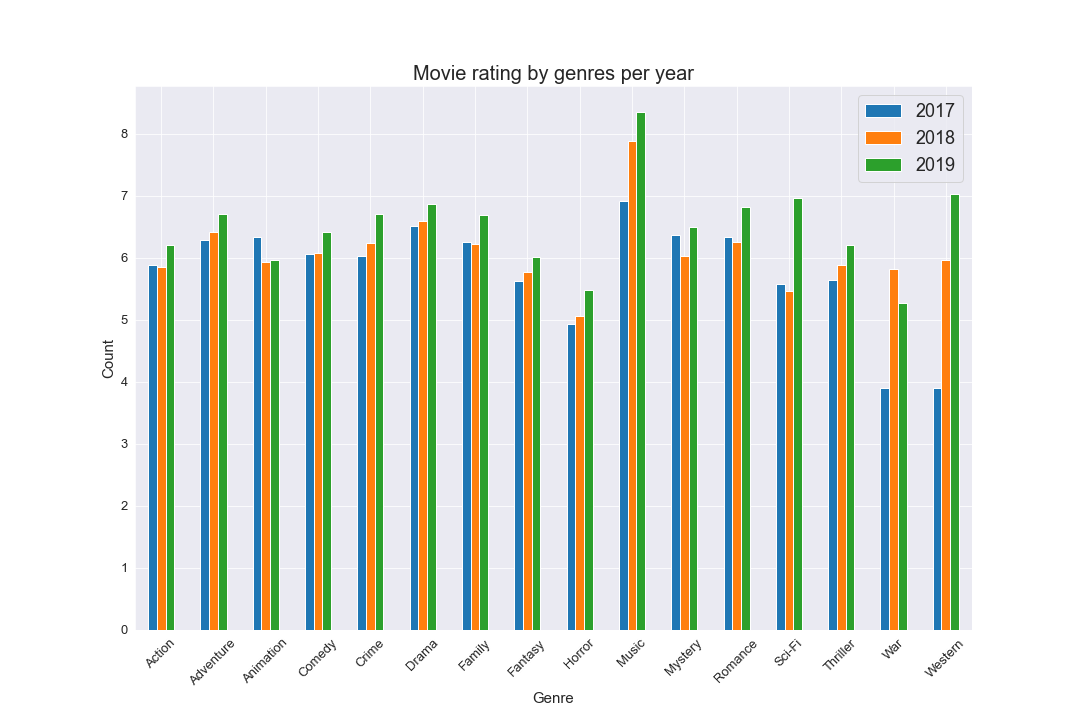 Movie rating by genres per year
2017
2018
2019
8
7
6
5
4
3
2
1
0
Count
Action
Adventure
Animation
Comedy
Crime
Drama
Family
Fantasy
Horror
Music
Mystery
Romance
Sci-Fi
Thriller
War
Western
Genre